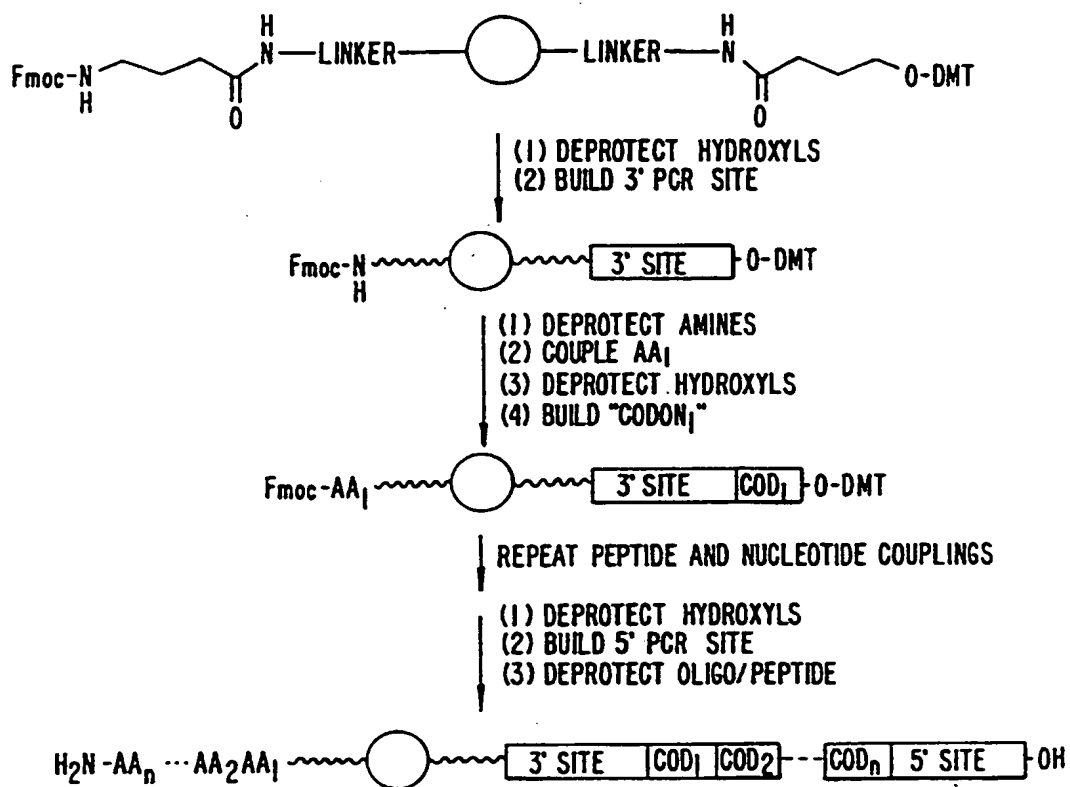 H H
Fmoc-N N—LINKER LINKER—N O-DMT
H O O
(1) DEPROTECT HYDROXYLS
(2) BUILD 3' PCR SITE
Fmoc-N 3' SITE O-DMT
H
(1) DEPROTECT AMINES
(2) COUPLE AA1
(3) DEPROTECT HYDROXYLS
(4) BUILD "CODON1"
Fmoc-AA1 3' SITE COD1 O-DMT
REPEAT PEPTIDE AND NUCLEOTIDE COUPLINGS
(1) DEPROTECT HYDROXYLS
(2) BUILD 5' PCR SITE
(3) DEPROTECT OLIGO/PEPTIDE
H2N-AAn ··· AA2AA1 3' SITE COD1 COD2 --- CODn 5' SITE OH